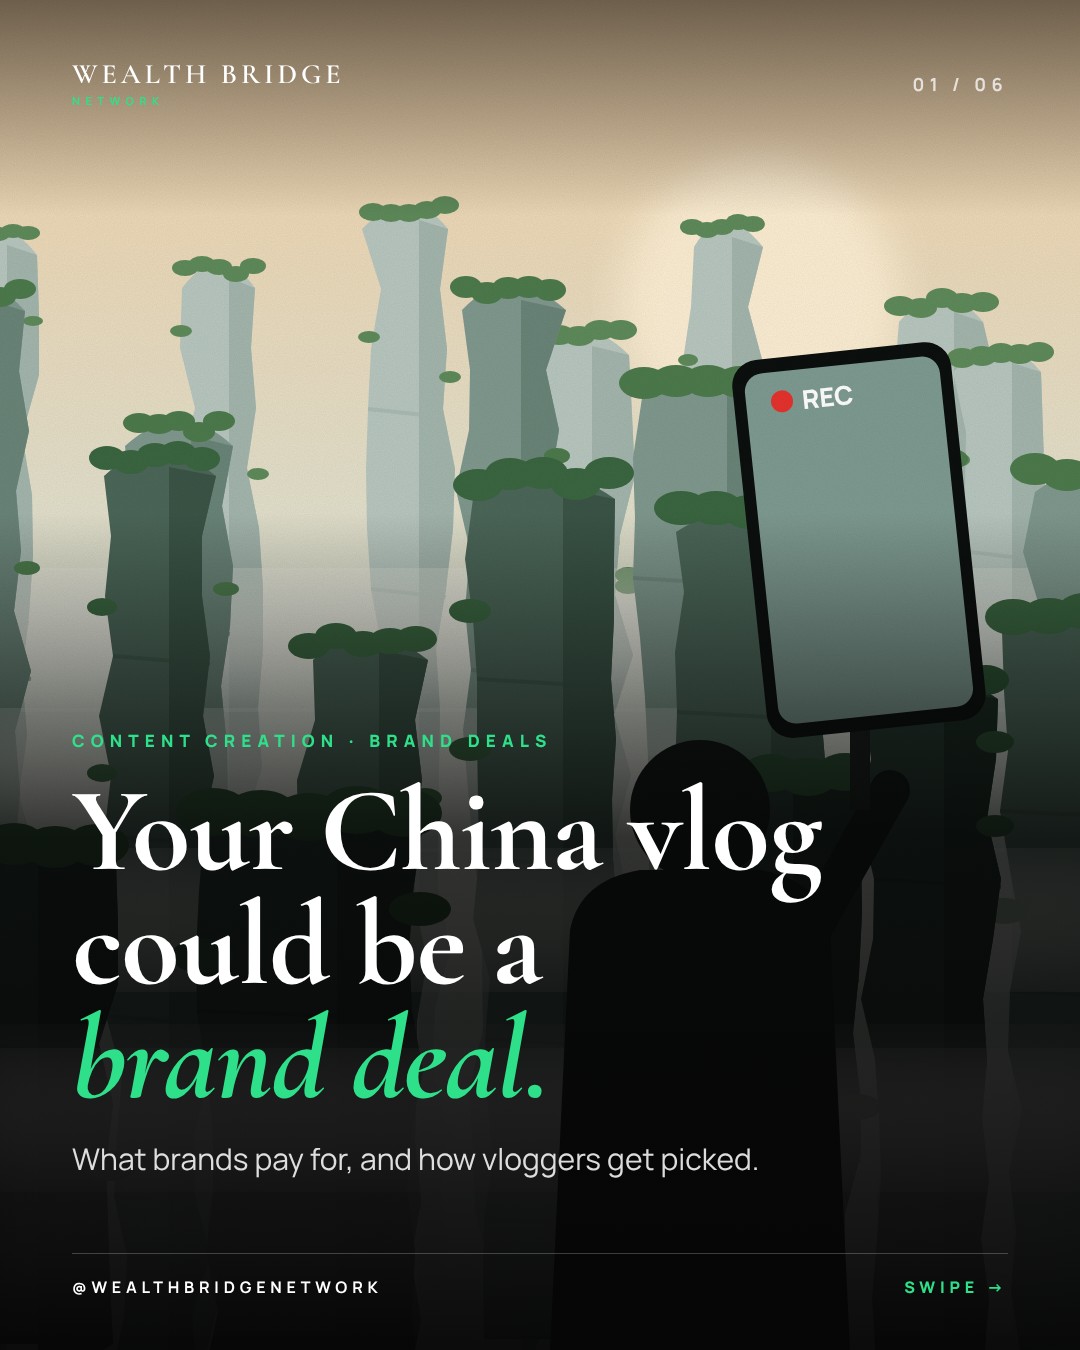 WEALTH BRIDGE
NETWORK
01 / 06
REC
CONTENT CREATION · BRAND DEALS
Your China vlog
could be a
brand deal.
What brands pay for, and how vloggers get picked.
@WEALTHBRIDGENETWORK
SWIPE →